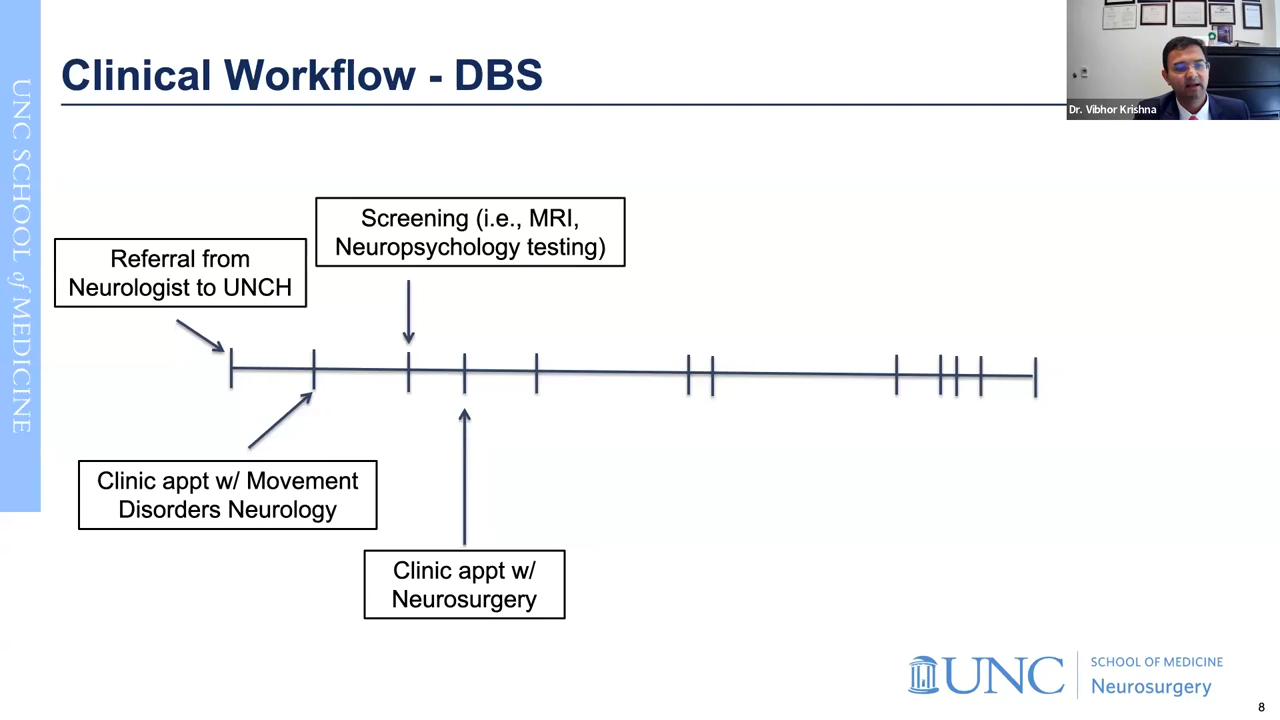 Clinical Workflow - DBS
Dr. Vibhor Krishna
UNC SCHOOL of MEDICINE
Screening (i.e., MRI,
Neuropsychology testing)
Referral from
Neurologist to UNCH
Clinic appt w/ Movement
Disorders Neurology
Clinic appt w/
Neurosurgery
UNC
SCHOOL OF MEDICINE
Neurosurgery
8